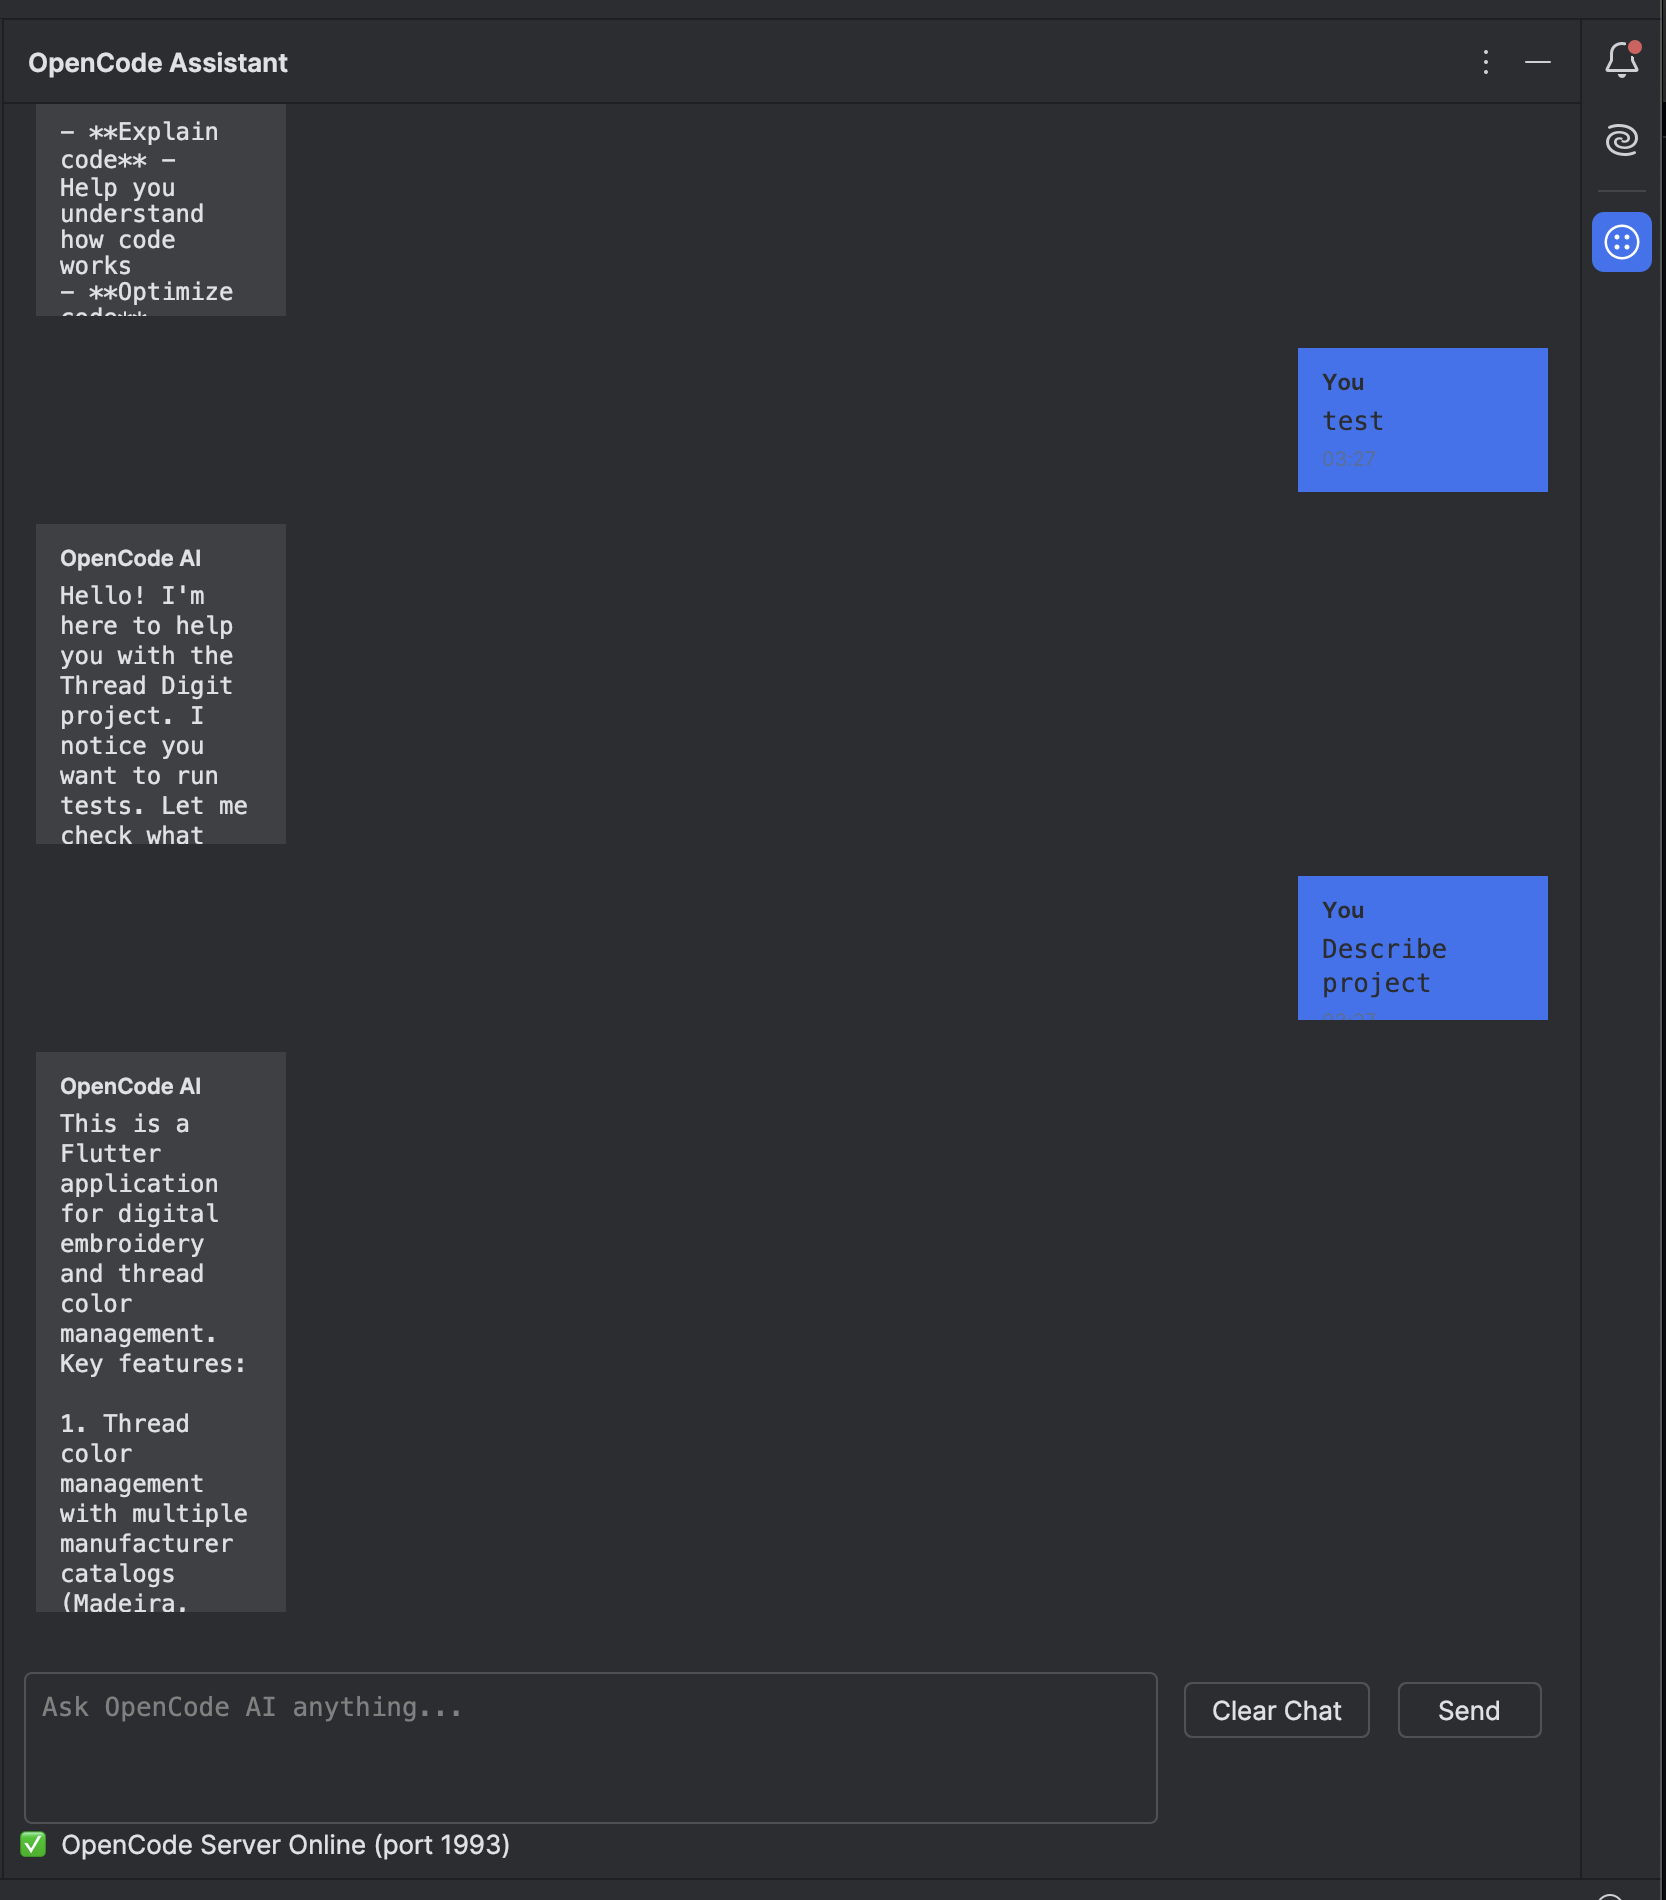 OpenCode Assistant
- **Explain
code** -
Help you
understand
how code
works
- **Optimize
code**
You
test
03:27
OpenCode AI
Hello! I'm
here to help
you with the
Thread Digit
project. I
notice you
want to run
tests. Let me
check what
You
Describe
project
03:27
OpenCode AI
This is a
Flutter
application
for digital
embroidery
and thread
color
management.
Key features:
1. Thread
color
management
with multiple
manufacturer
catalogs
(Madeira,
Ask OpenCode AI anything...
Clear Chat
Send
OpenCode Server Online (port 1993)